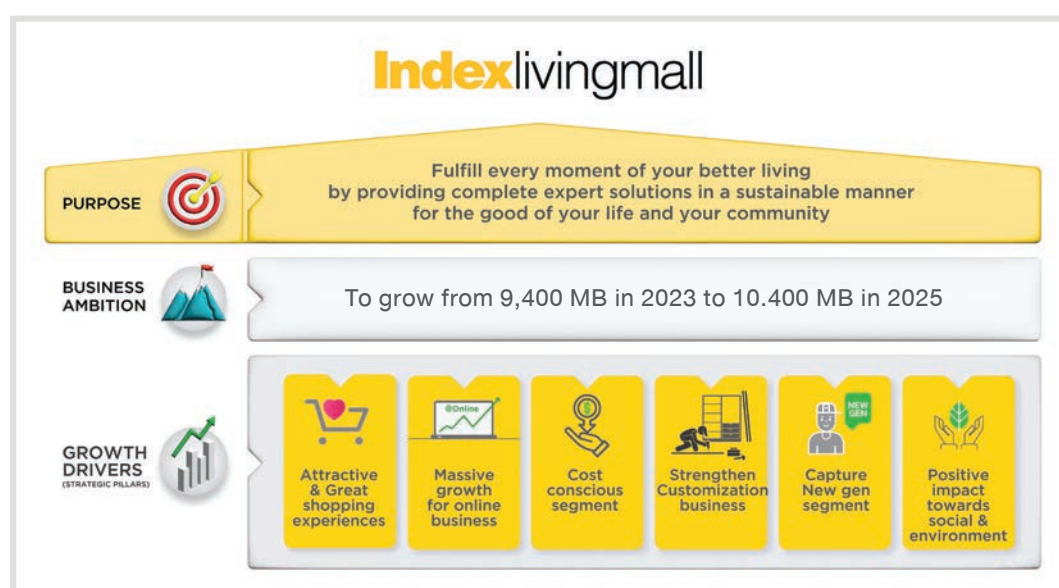 Indexlivingmall
PURPOSE
Fulfill every moment of your better living
by providing complete expert solutions in a sustainable manner
for the good of your life and your community
BUSINESS
AMBITION
To grow from 9,400 MB in 2023 to 10.400 MB in 2025
GROWTH
DRIVERS
(STRATEGIC PILLARS)
Attractive
& Great
shopping
experiences
@Online
Massive
growth
for online
business
$
Cost
conscious
segment
Strengthen
Customization
business
NEW
GEN
Capture
New gen
segment
Positive
impact
towards
social &
environment